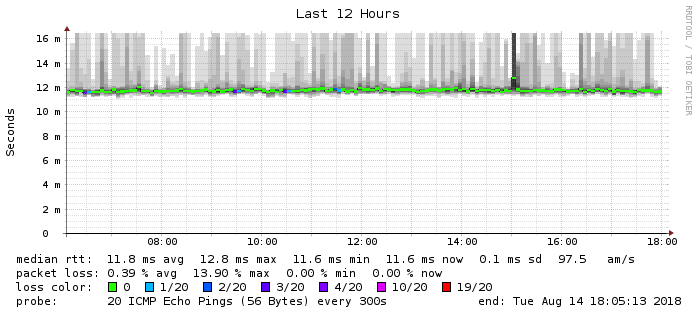 Last 12 Hours
RRDTOOL / TOBI OETIKER
Seconds
16 m
14 m
12 m
10 m
8 m
6 m
4 m
2 m
0
08:00 10:00 12:00 14:00 16:00 18:00
median rtt: 11.8 ms avg 12.8 ms max 11.6 ms min 11.6 ms now 0.1 ms sd 97.5 am/s
packet loss: 0.39 % avg 13.90 % max 0.00 % min 0.00 % now
loss color: 0 1/20 2/20 3/20 4/20 10/20 19/20
probe: 20 ICMP Echo Pings (56 Bytes) every 300s end: Tue Aug 14 18:05:13 2018